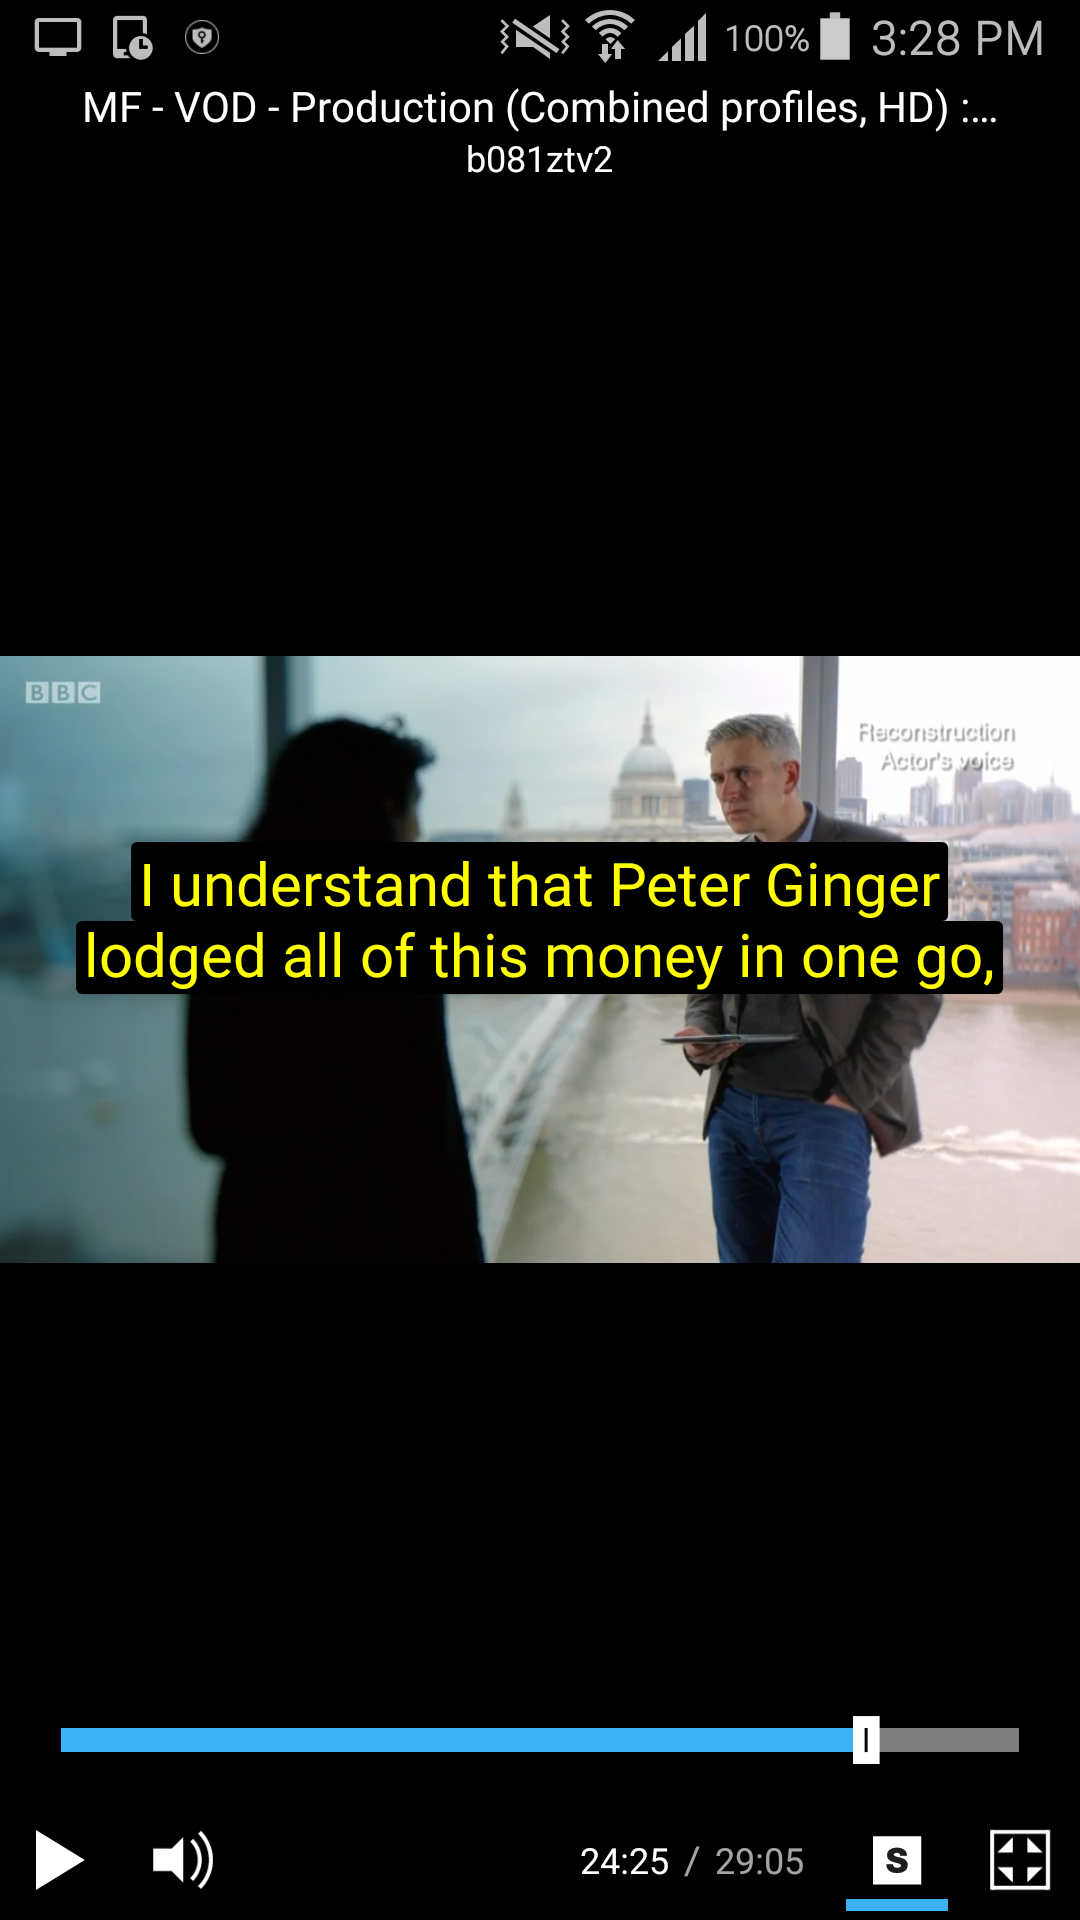 100% 3:28 PM
MF - VOD - Production (Combined profiles, HD) :...
b081ztv2
BBC
Reconstruction
Actor's voice
I understand that Peter Ginger
lodged all of this money in one go,
24:25 / 29:05
S